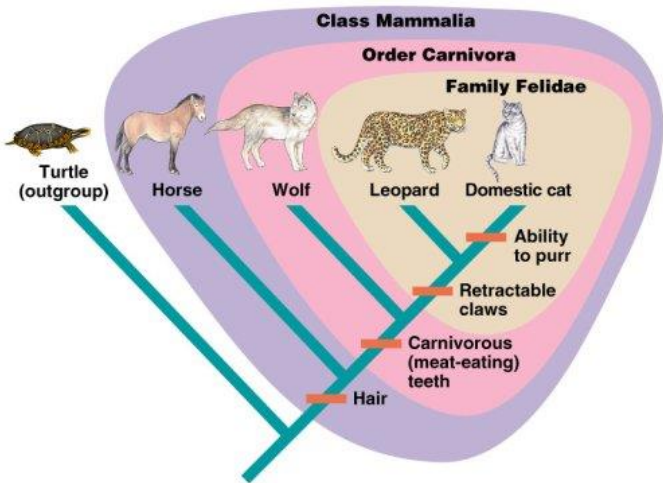 Class Mammalia
Order Carnivora
Family Felidae
Turtle
(outgroup)
Horse
Wolf
Leopard
Domestic cat
Ability
to purr
Retractable
claws
Carnivorous
(meat-eating)
teeth
Hair